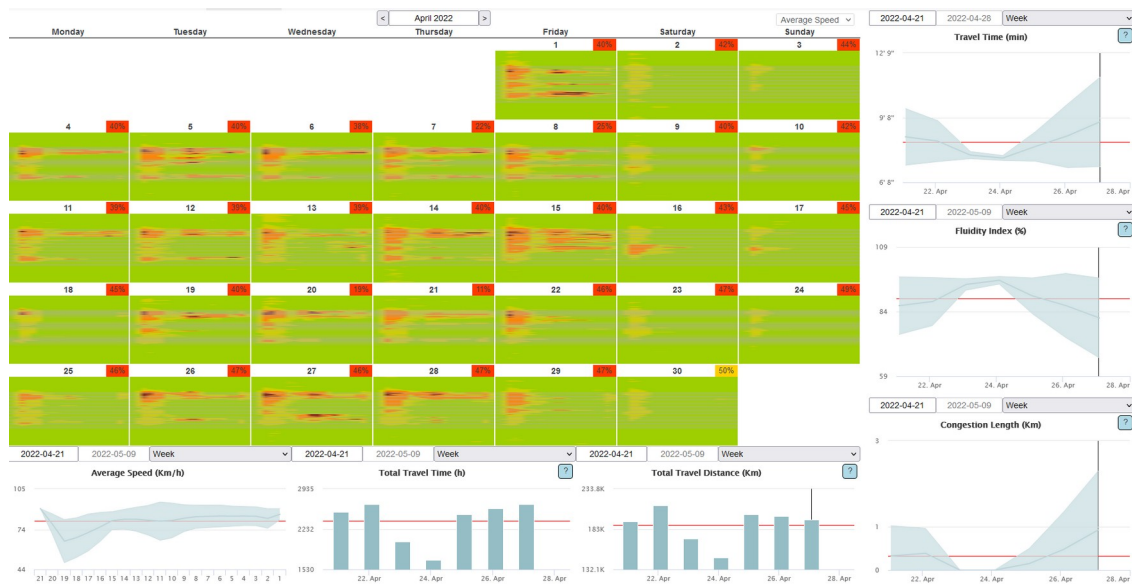 < April 2022 >
Average Speed
Monday Tuesday Wednesday Thursday Friday Saturday Sunday
1 40% 2 42% 3 44%
4 40% 5 40% 6 38% 7 22% 8 25% 9 40% 10 42%
11 39% 12 39% 13 39% 14 40% 15 40% 16 43% 17 45%
18 45% 19 40% 20 19% 21 11% 22 46% 23 47% 24 49%
25 46% 26 47% 27 46% 28 47% 29 47% 30 50%
2022-04-21 2022-04-28 Week
Travel Time (min) ?
12' 9"
9' 8"
6' 8"
22. Apr 24. Apr 26. Apr 28. Apr
2022-04-21 2022-05-09 Week
Fluidity Index (%) ?
109
84
59
22. Apr 24. Apr 26. Apr 28. Apr
2022-04-21 2022-05-09 Week
Congestion Length (Km) ?
3
1
0 0
22. Apr 24. Apr 26. Apr 28. Apr
2022-04-21 2022-05-09 Week
Average Speed (Km/h)
105
74
44
21 20 19 18 17 16 15 14 13 12 11 10 9 8 7 6 5 4 3 2 1
2022-04-21 2022-05-09 Week
Total Travel Time (h) ?
2935
2232
1530
22. Apr 24. Apr 26. Apr 28. Apr
2022-04-21 2022-05-09 Week
Total Travel Distance (Km) ?
233.8K
183K
132.1K
22. Apr 24. Apr 26. Apr 28. Apr